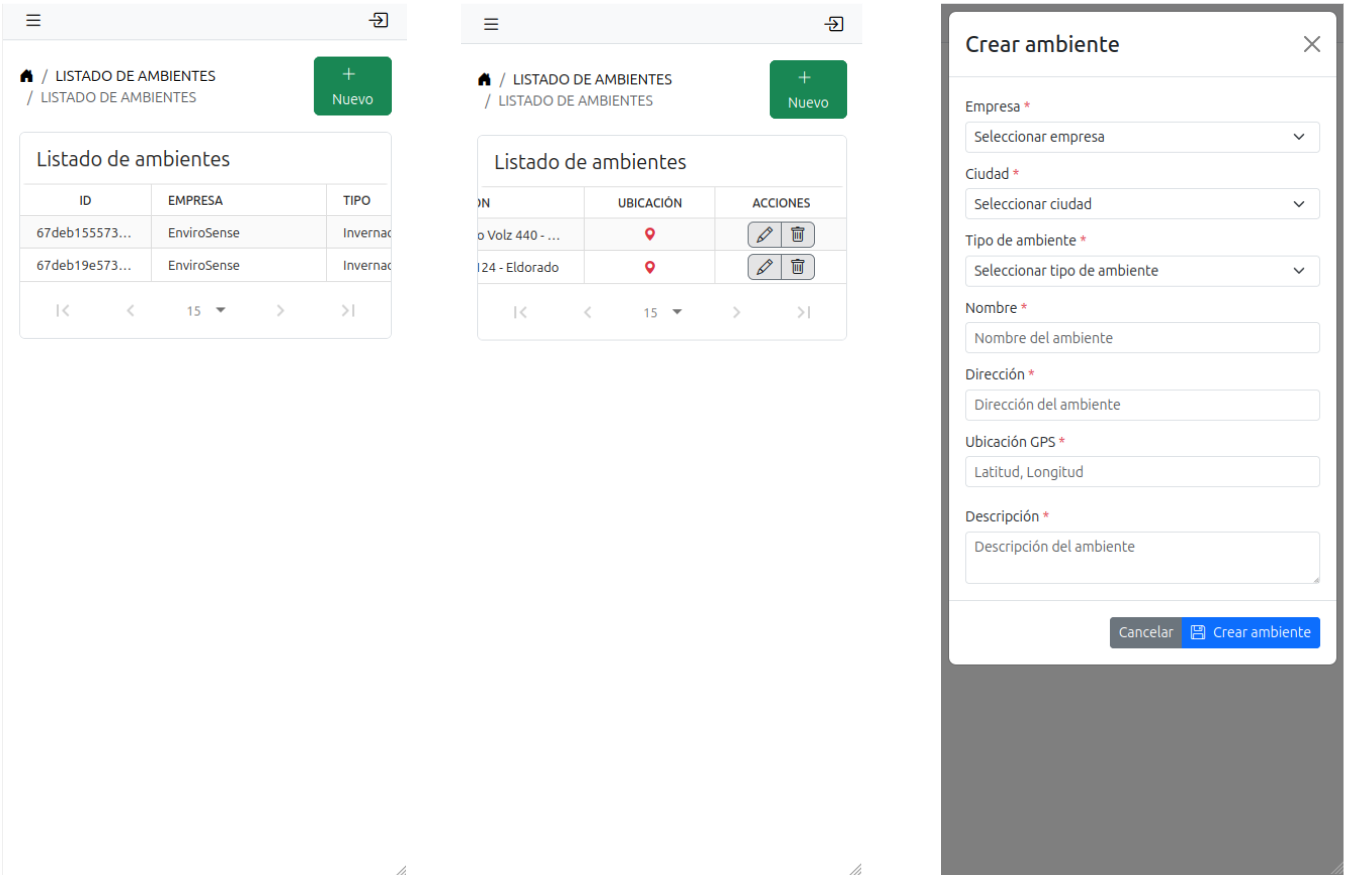 / LISTADO DE AMBIENTES
/ LISTADO DE AMBIENTES
+
Nuevo
Listado de ambientes
ID EMPRESA TIPO
67deb155573... EnviroSense Invernac
67deb19e573... EnviroSense Invernac
15
/ LISTADO DE AMBIENTES
/ LISTADO DE AMBIENTES
+
Nuevo
Listado de ambientes
ÓN UBICACIÓN ACCIONES
o Volz 440 - ...
124 - Eldorado
15
Crear ambiente
Empresa *
Seleccionar empresa
Ciudad *
Seleccionar ciudad
Tipo de ambiente *
Seleccionar tipo de ambiente
Nombre *
Nombre del ambiente
Dirección *
Dirección del ambiente
Ubicación GPS *
Latitud, Longitud
Descripción *
Descripción del ambiente
Cancelar Crear ambiente